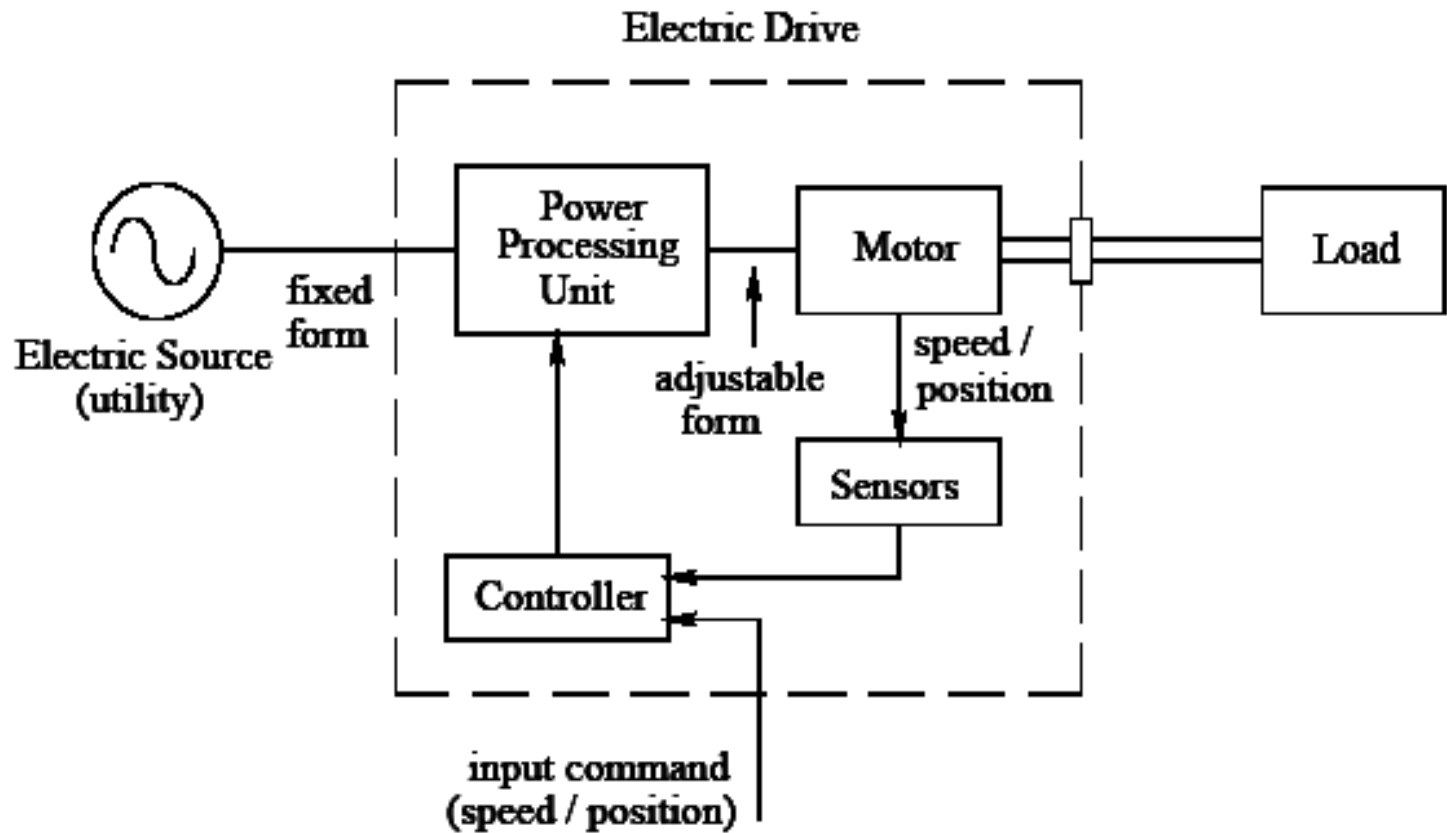 Electric Drive
Power
Processing
Unit
Motor
Load
fixed
form
Electric Source
(utility)
adjustable
form
speed /
position
Sensors
Controller
input command
(speed / position)